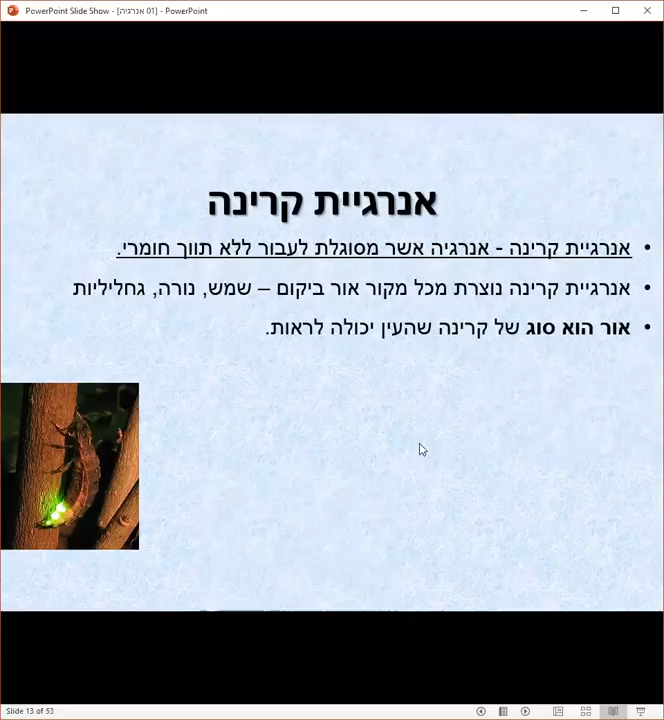 PowerPoint Slide Show - [01 אנרגיה] - PowerPoint
אנרגיית קרינה
• אנרגיית קרינה - אנרגיה אשר מסוגלת לעבור ללא תווך חומרי.
• אנרגיית קרינה נוצרת מכל מקור אור ביקום – שמש, נורה, גחליליות
• אור הוא סוג של קרינה שהעין יכולה לראות.
Slide 13 of 53